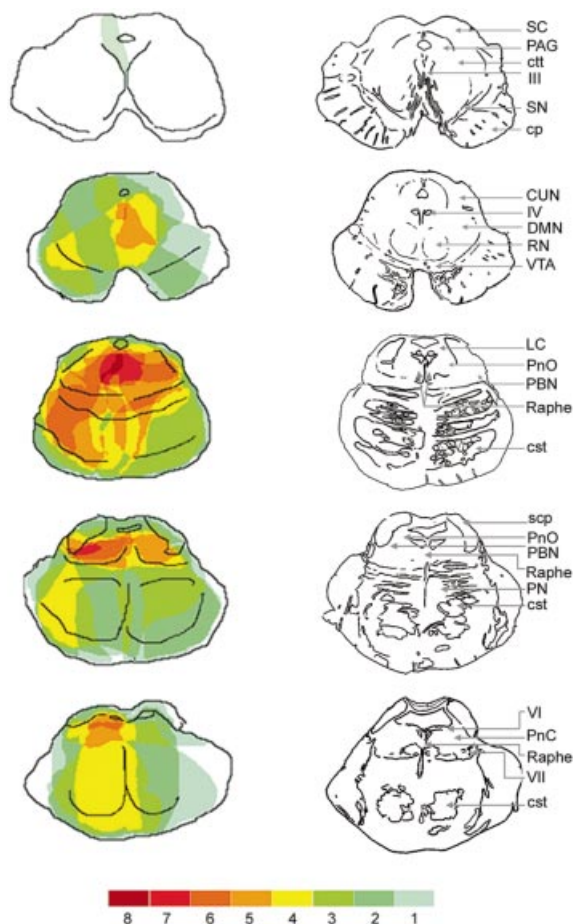 SC
PAG
ctt
III
SN
cp
CUN
IV
DMN
RN
VTA
LC
PnO
PBN
Raphe
cst
scp
PnO
PBN
Raphe
PN
cst
VI
PnC
Raphe
VII
cst
8 7 6 5 4 3 2 1